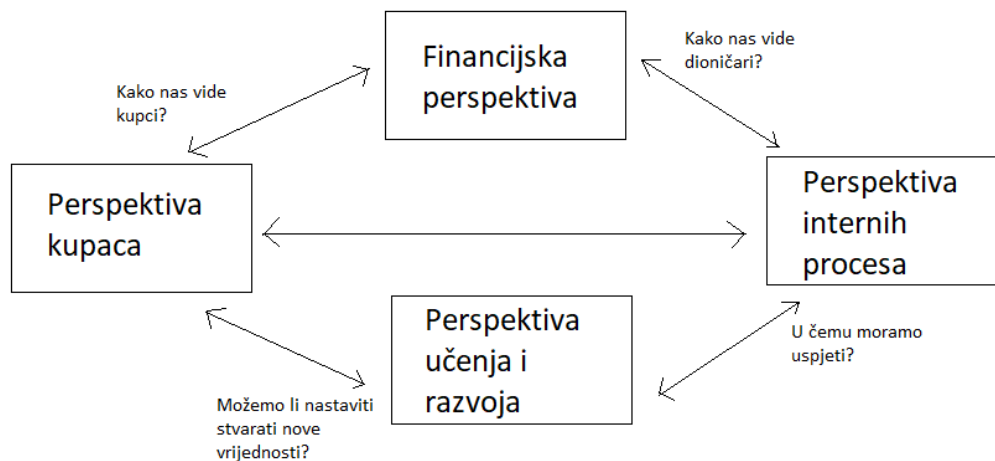 Financijska
perspektiva
Kako nas vide
dioničari?
Kako nas vide
kupci?
Perspektiva
kupaca
Perspektiva
internih
procesa
Perspektiva
učenja i
razvoja
U čemu moramo
uspjeti?
Možemo li nastaviti
stvarati nove
vrijednosti?